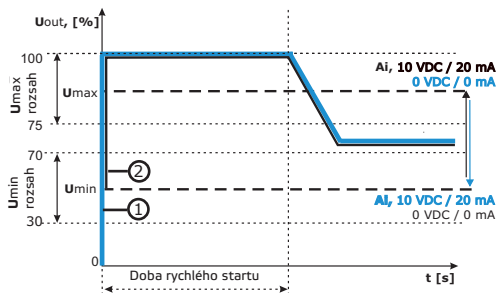 Uout, [%]
100
Umax rozsah
Umax
75
70
Umin rozsah
Umin
30
0
2
1
Ai, 10 VDC / 20 mA
0 VDC / 0 mA
Ai, 10 VDC / 20 mA
0 VDC / 0 mA
Doba rychlého startu
t [s]